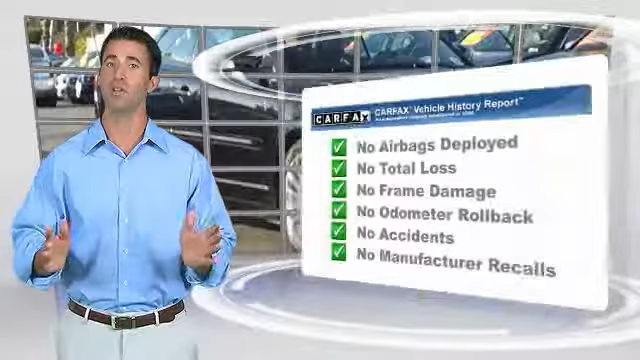 CARFAX
CARFAX Vehicle History Report™
No Airbags Deployed
No Total Loss
No Frame Damage
No Odometer Rollback
No Accidents
No Manufacturer Recalls